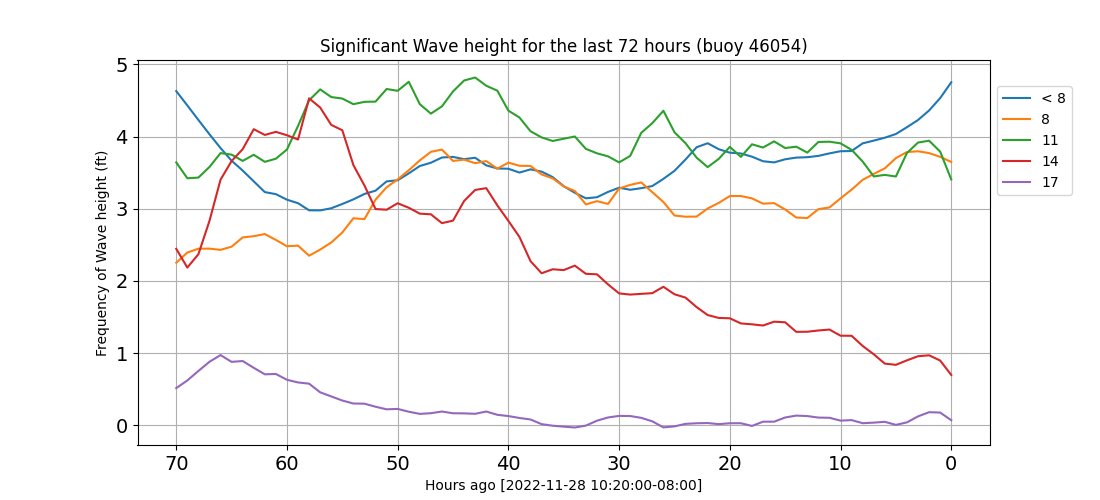 Significant Wave height for the last 72 hours (buoy 46054)
5
4
3
2
1
0
Frequency of Wave height (ft)
70 60 50 40 30 20 10 0
Hours ago [2022-11-28 10:20:00-08:00]
< 8
8
11
14
17